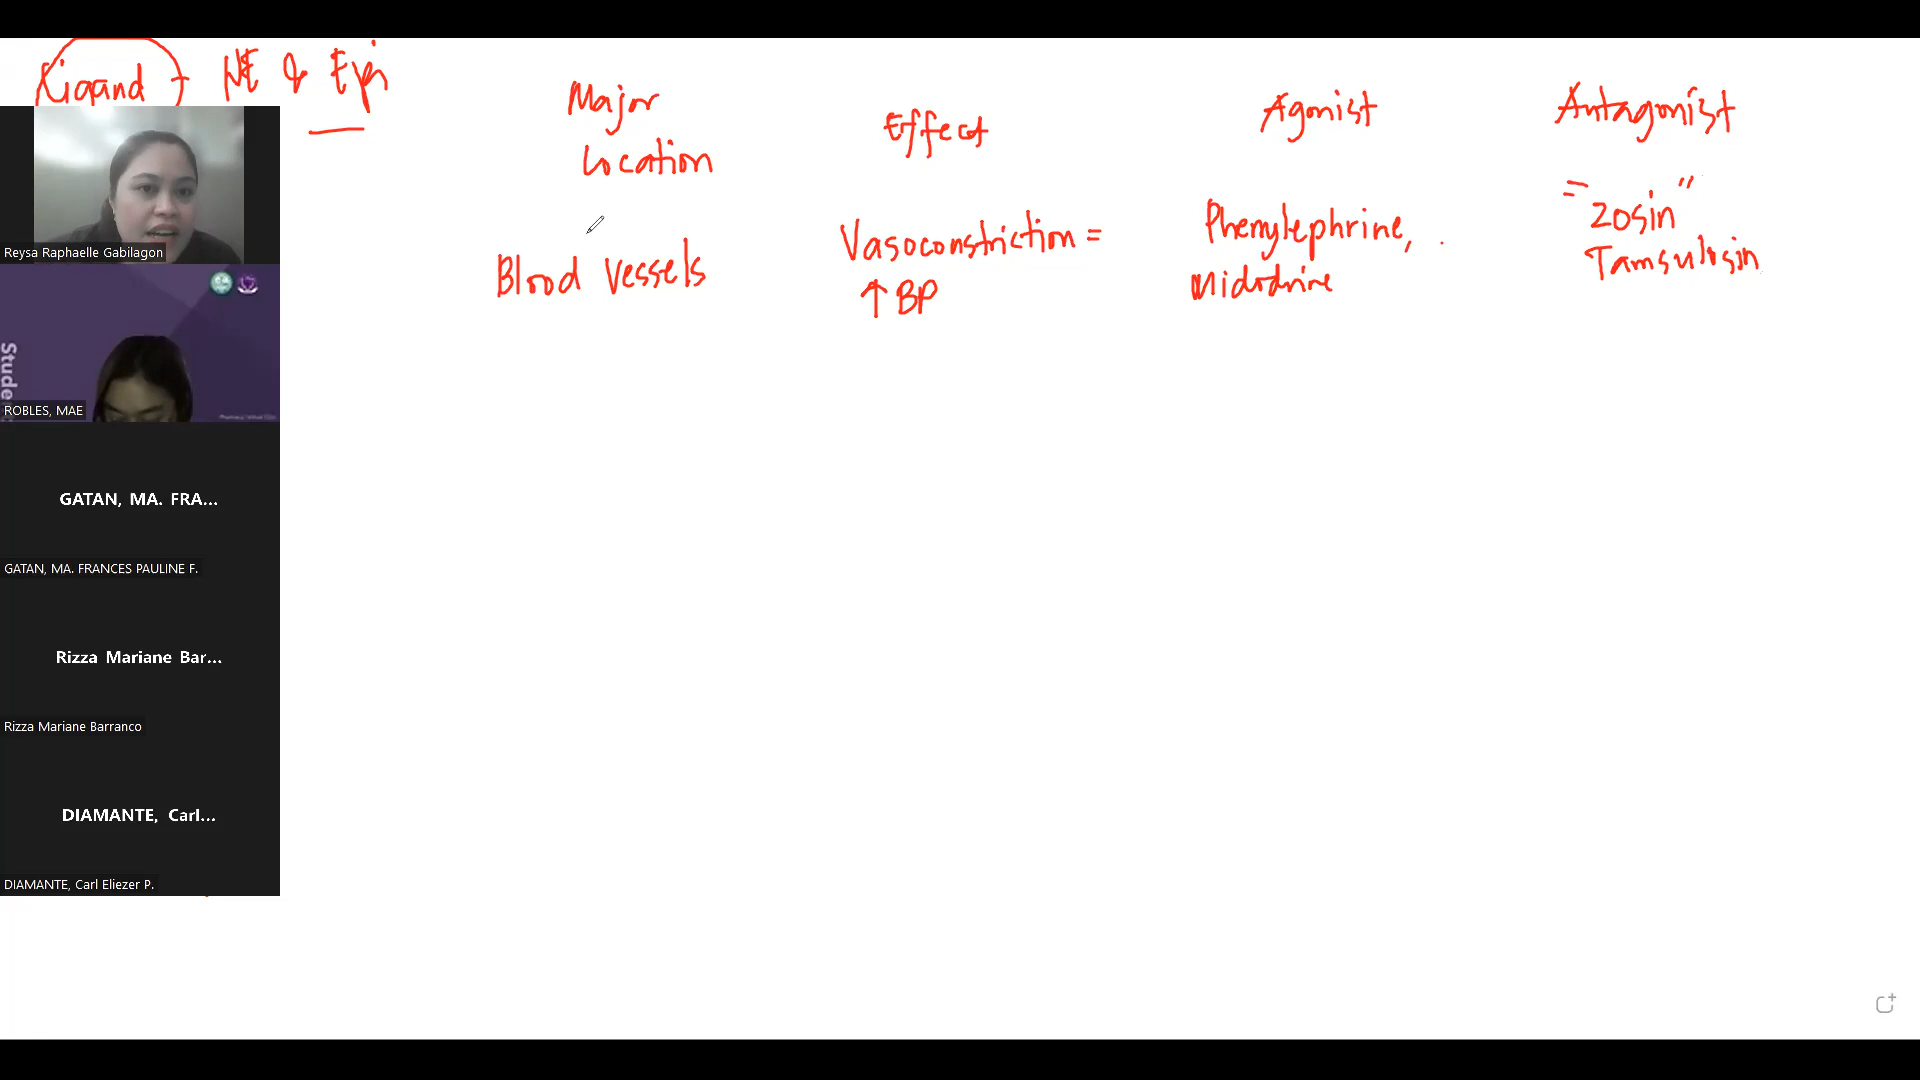 Ligand - NE & Epi
Major
Location
Effect
Agonist
Antagonist
Blood Vessels
Vasoconstriction =
↑ BP
Phenylephrine,
Midodrine
"zosin"
Tamsulosin
Reysa Raphaelle Gabilagon
Stude
ROBLES, MAE
GATAN, MA. FRA...
GATAN, MA. FRANCES PAULINE F.
Rizza Mariane Bar...
Rizza Mariane Barranco
DIAMANTE, Carl...
DIAMANTE, Carl Eliezer P.